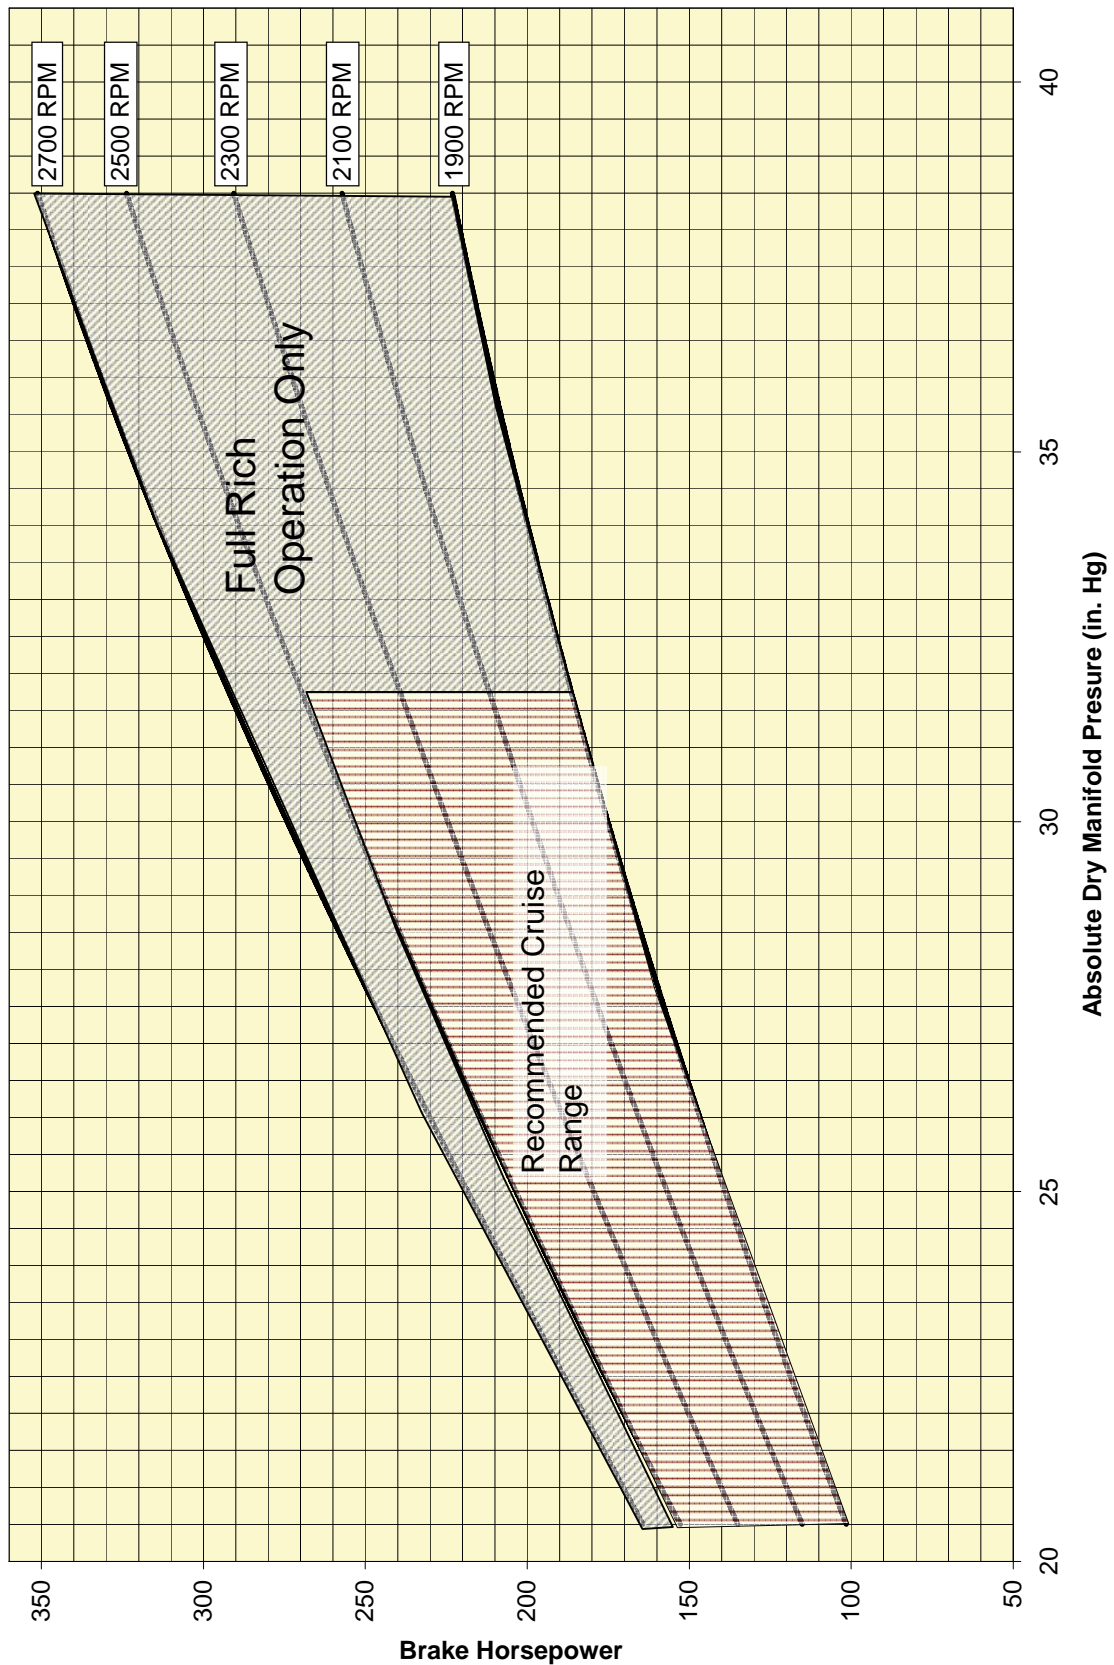 2700 RPM
2500 RPM
2300 RPM
2100 RPM
1900 RPM
Full Rich
Operation Only
Recommended Cruise
Range
350
300
250
200
150
100
50
Brake Horsepower
20
25
30
35
40
Absolute Dry Manifold Presure (in. Hg)